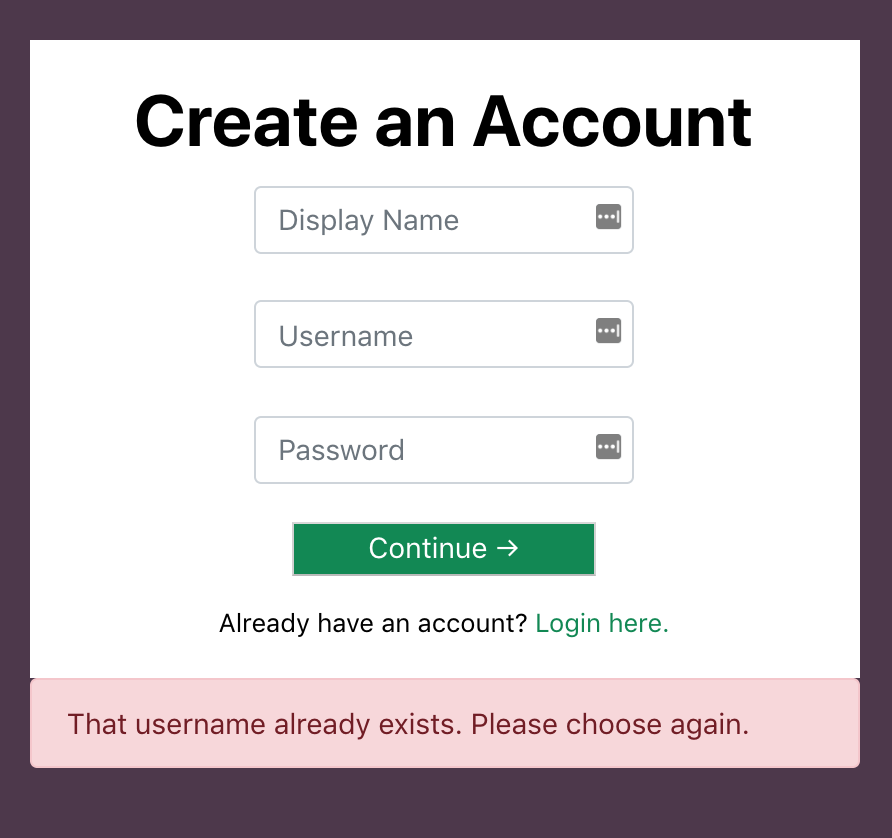 Create an Account
Display Name
Username
Password
Continue →
Already have an account? Login here.
That username already exists. Please choose again.